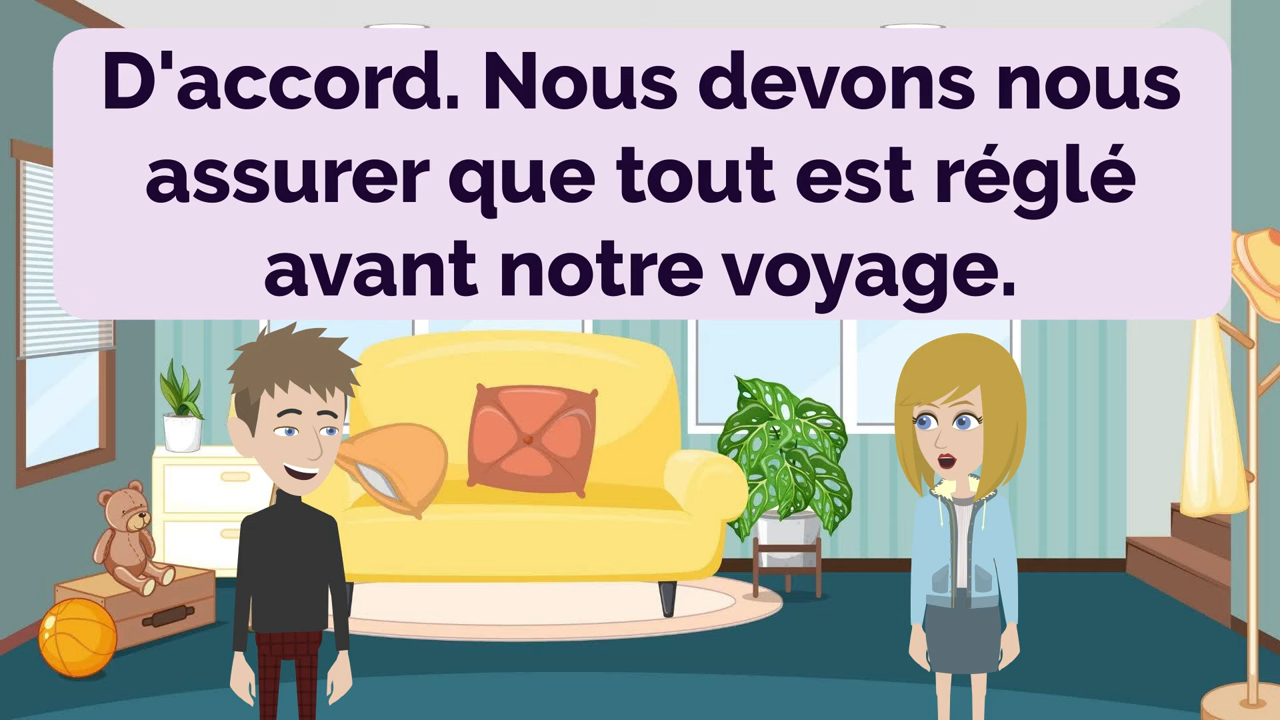 D'accord. Nous devons nous
assurer que tout est réglé
avant notre voyage.